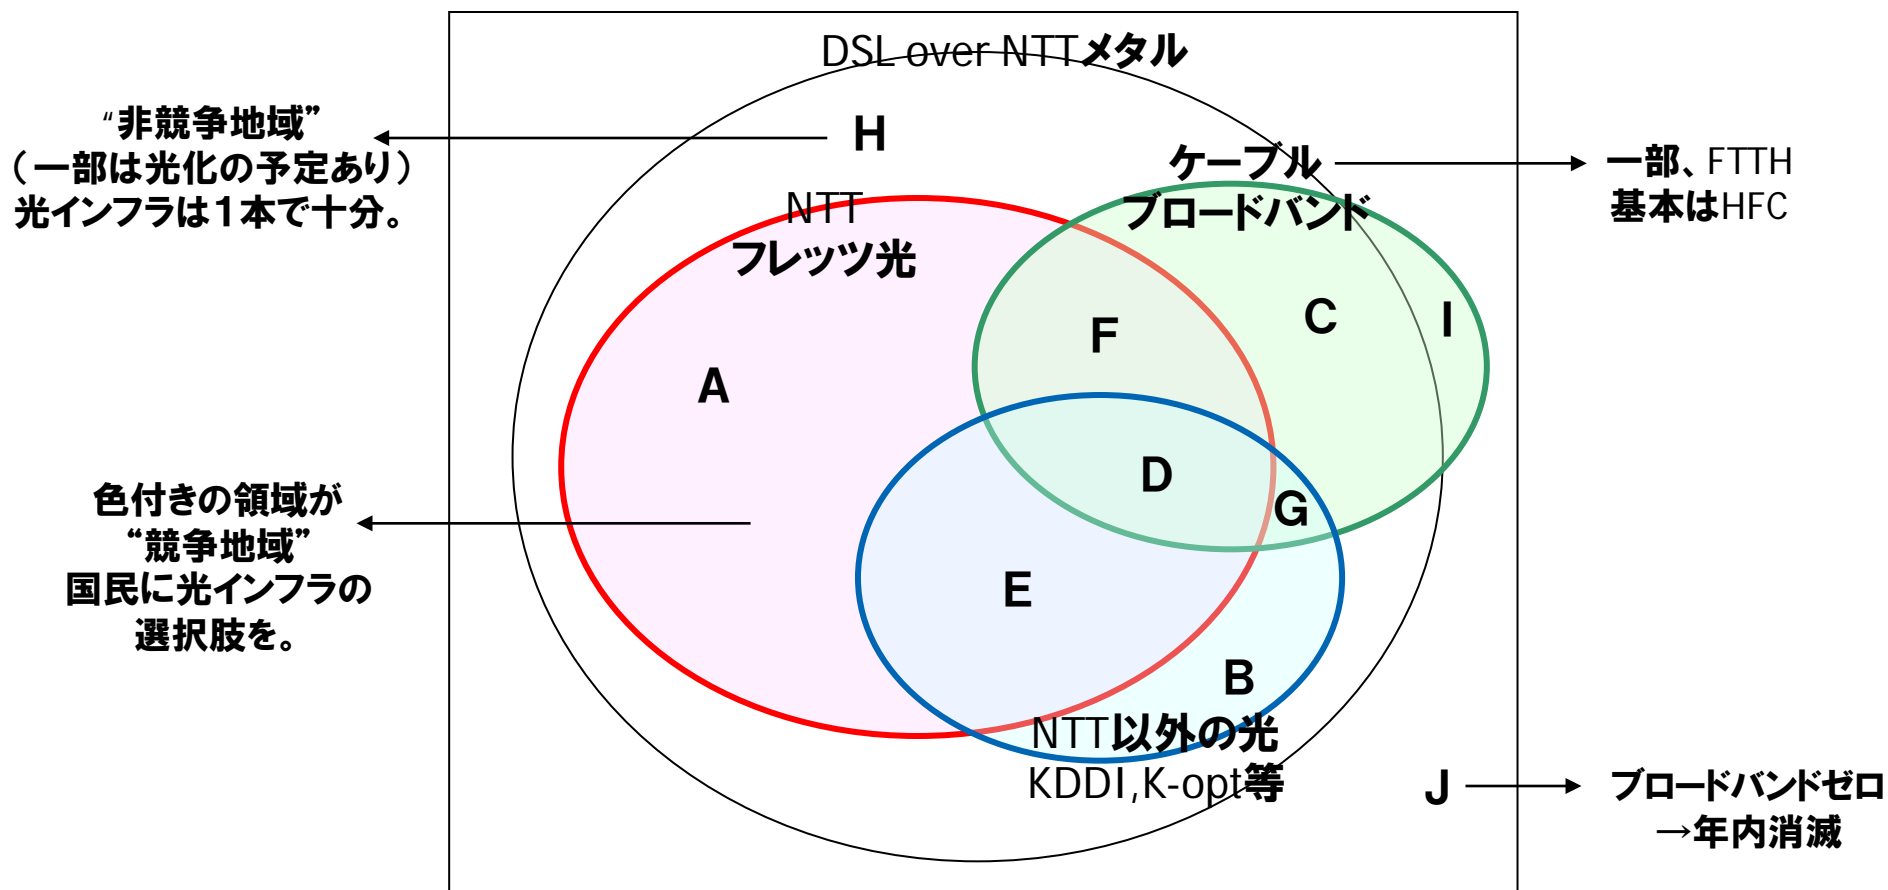 DSL over NTTメタル
“非競争地域”
（一部は光化の予定あり）
光インフラは１本で十分。
H
ケーブル
ブロードバンド
一部、FTTH
基本はHFC
NTT
フレッツ光
A
F
C
I
色付きの領域が
“競争地域”
国民に光インフラの
選択肢を。
D
G
E
B
NTT以外の光
KDDI,K-opt等
J
ブロードバンドゼロ
→年内消滅